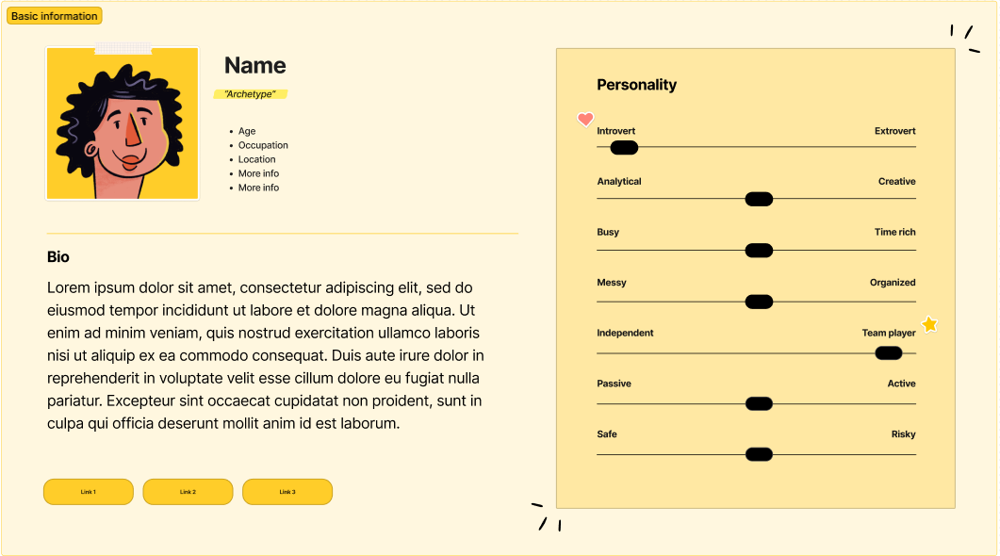 Basic information
Name
"Archetype"
Age
Occupation
Location
More info
More info
Bio
Lorem ipsum dolor sit amet, consectetur adipiscing elit, sed do
eiusmod tempor incididunt ut labore et dolore magna aliqua. Ut
enim ad minim veniam, quis nostrud exercitation ullamco laboris
nisi ut aliquip ex ea commodo consequat. Duis aute irure dolor in
reprehenderit in voluptate velit esse cillum dolore eu fugiat nulla
pariatur. Excepteur sint occaecat cupidatat non proident, sunt in
culpa qui officia deserunt mollit anim id est laborum.
Link 1 Link 2 Link 3
Personality
Introvert Extrovert
Analytical Creative
Busy Time rich
Messy Organized
Independent Team player
Passive Active
Safe Risky